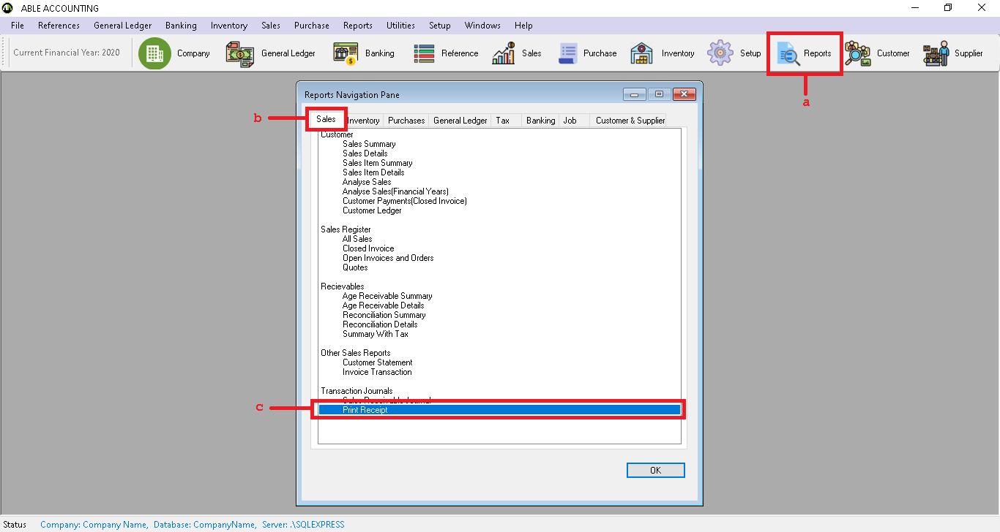 ABLE ACCOUNTING
File References General Ledger Banking Inventory Sales Purchase Reports Utilities Setup Windows Help
Current Financial Year: 2020 Company General Ledger Banking Reference Sales Purchase Inventory Setup Reports Customer Supplier
a
Reports Navigation Pane
b
Sales Inventory Purchases General Ledger Tax Banking Job Customer & Supplier
Customer
Sales Summary
Sales Details
Sales Item Summary
Sales Item Details
Analyse Sales
Analyse Sales(Financial Years)
Customer Payments(Closed Invoice)
Customer Ledger
Sales Register
All Sales
Closed Invoice
Open Invoices and Orders
Quotes
Recievables
Age Receivable Summary
Age Receivable Details
Reconciliation Summary
Reconciliation Details
Summary With Tax
Other Sales Reports
Customer Statement
Invoice Transaction
Transaction Journals
Sales Receivable Journal
c
Print Receipt
OK
Status Company: Company Name, Database: CompanyName, Server: .\SQLEXPRESS